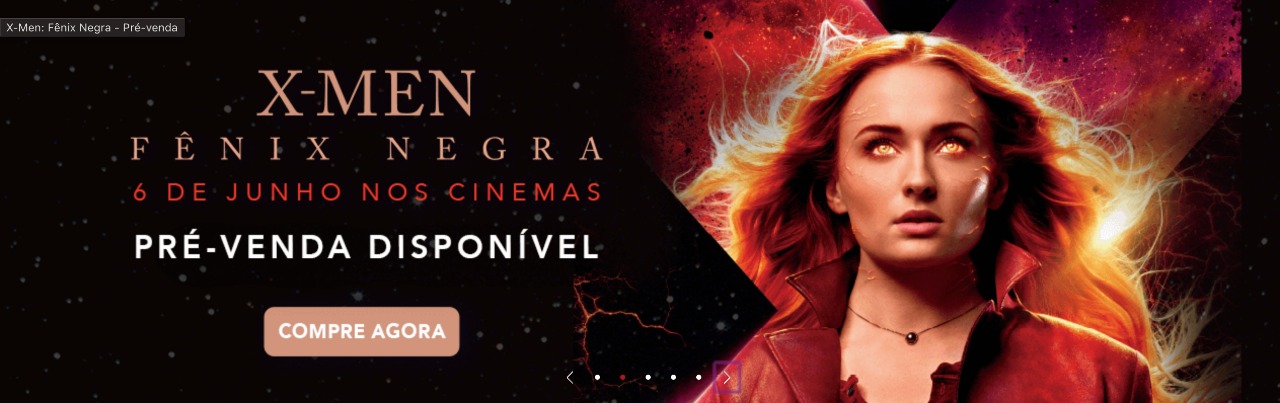 X-Men: Fênix Negra - Pré-venda
X-MEN
FÊNIX NEGRA
6 DE JUNHO NOS CINEMAS
PRÉ-VENDA DISPONÍVEL
COMPRE AGORA